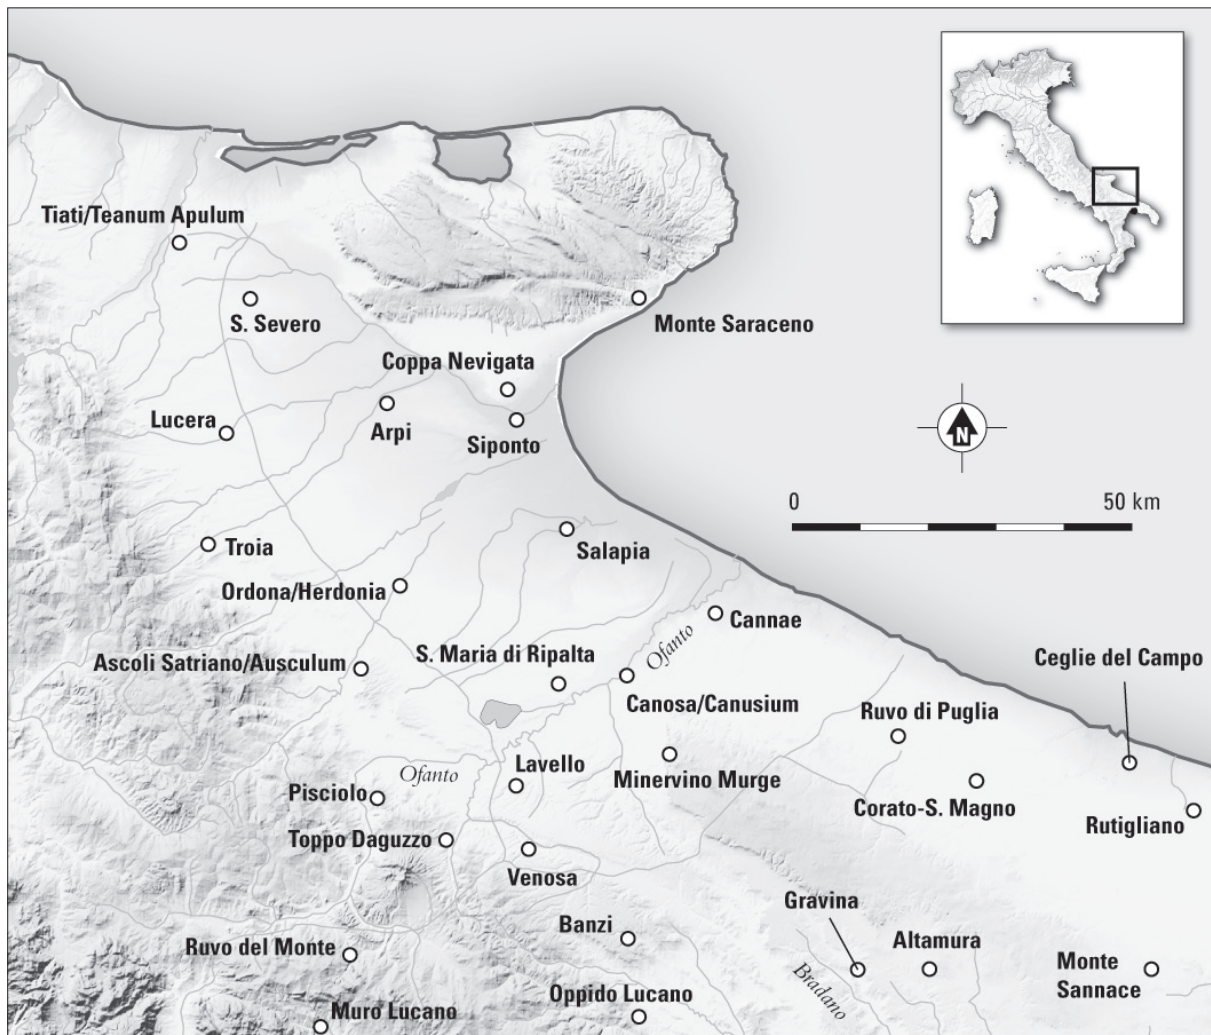 Tiati/Teanum Apulum
S. Severo
Monte Saraceno
Coppa Nevigata
Lucera
Arpi
Siponto
N
0 50 km
Troia
Salapia
Ordona/Herdonia
Cannae
Ofanto
S. Maria di Ripalta
Ascoli Satriano/Ausculum
Ceglie del Campo
Canosa/Canusium
Ruvo di Puglia
Lavello
Ofanto
Minervino Murge
Pisciolo
Corato-S. Magno
Rutigliano
Toppo Daguzzo
Venosa
Gravina
Banzi
Altamura
Ruvo del Monte
Monte
Sannace
Bradano
Oppido Lucano
Muro Lucano